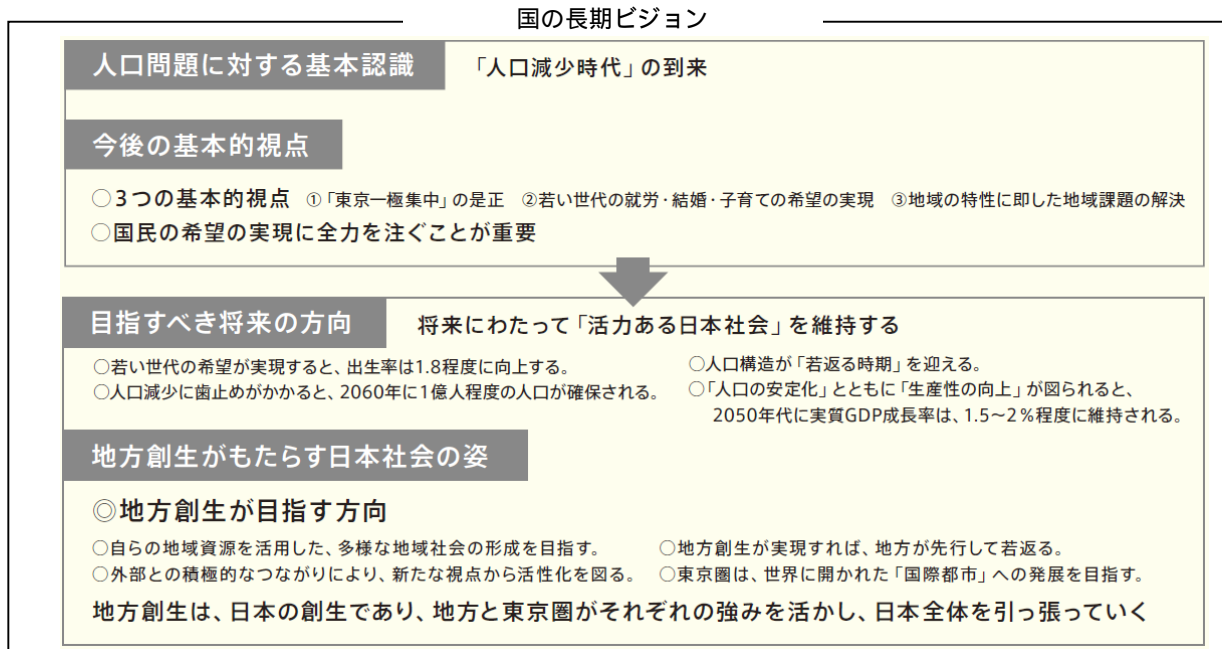 国の長期ビジョン
人口問題に対する基本認識 「人口減少時代」の到来
今後の基本的視点
○3つの基本的視点 ①「東京一極集中」の是正 ②若い世代の就労・結婚・子育ての希望の実現 ③地域の特性に即した地域課題の解決
○国民の希望の実現に全力を注ぐことが重要
目指すべき将来の方向 将来にわたって「活力ある日本社会」を維持する
○若い世代の希望が実現すると、出生率は1.8程度に向上する。
○人口減少に歯止めがかかると、2060年に1億人程度の人口が確保される。
○人口構造が「若返る時期」を迎える。
○「人口の安定化」とともに「生産性の向上」が図られると、
2050年代に実質GDP成長率は、1.5～2％程度に維持される。
地方創生がもたらす日本社会の姿
◎地方創生が目指す方向
○自らの地域資源を活用した、多様な地域社会の形成を目指す。
○外部との積極的なつながりにより、新たな視点から活性化を図る。
○地方創生が実現すれば、地方が先行して若返る。
○東京圏は、世界に開かれた「国際都市」への発展を目指す。
地方創生は、日本の創生であり、地方と東京圏がそれぞれの強みを活かし、日本全体を引っ張っていく